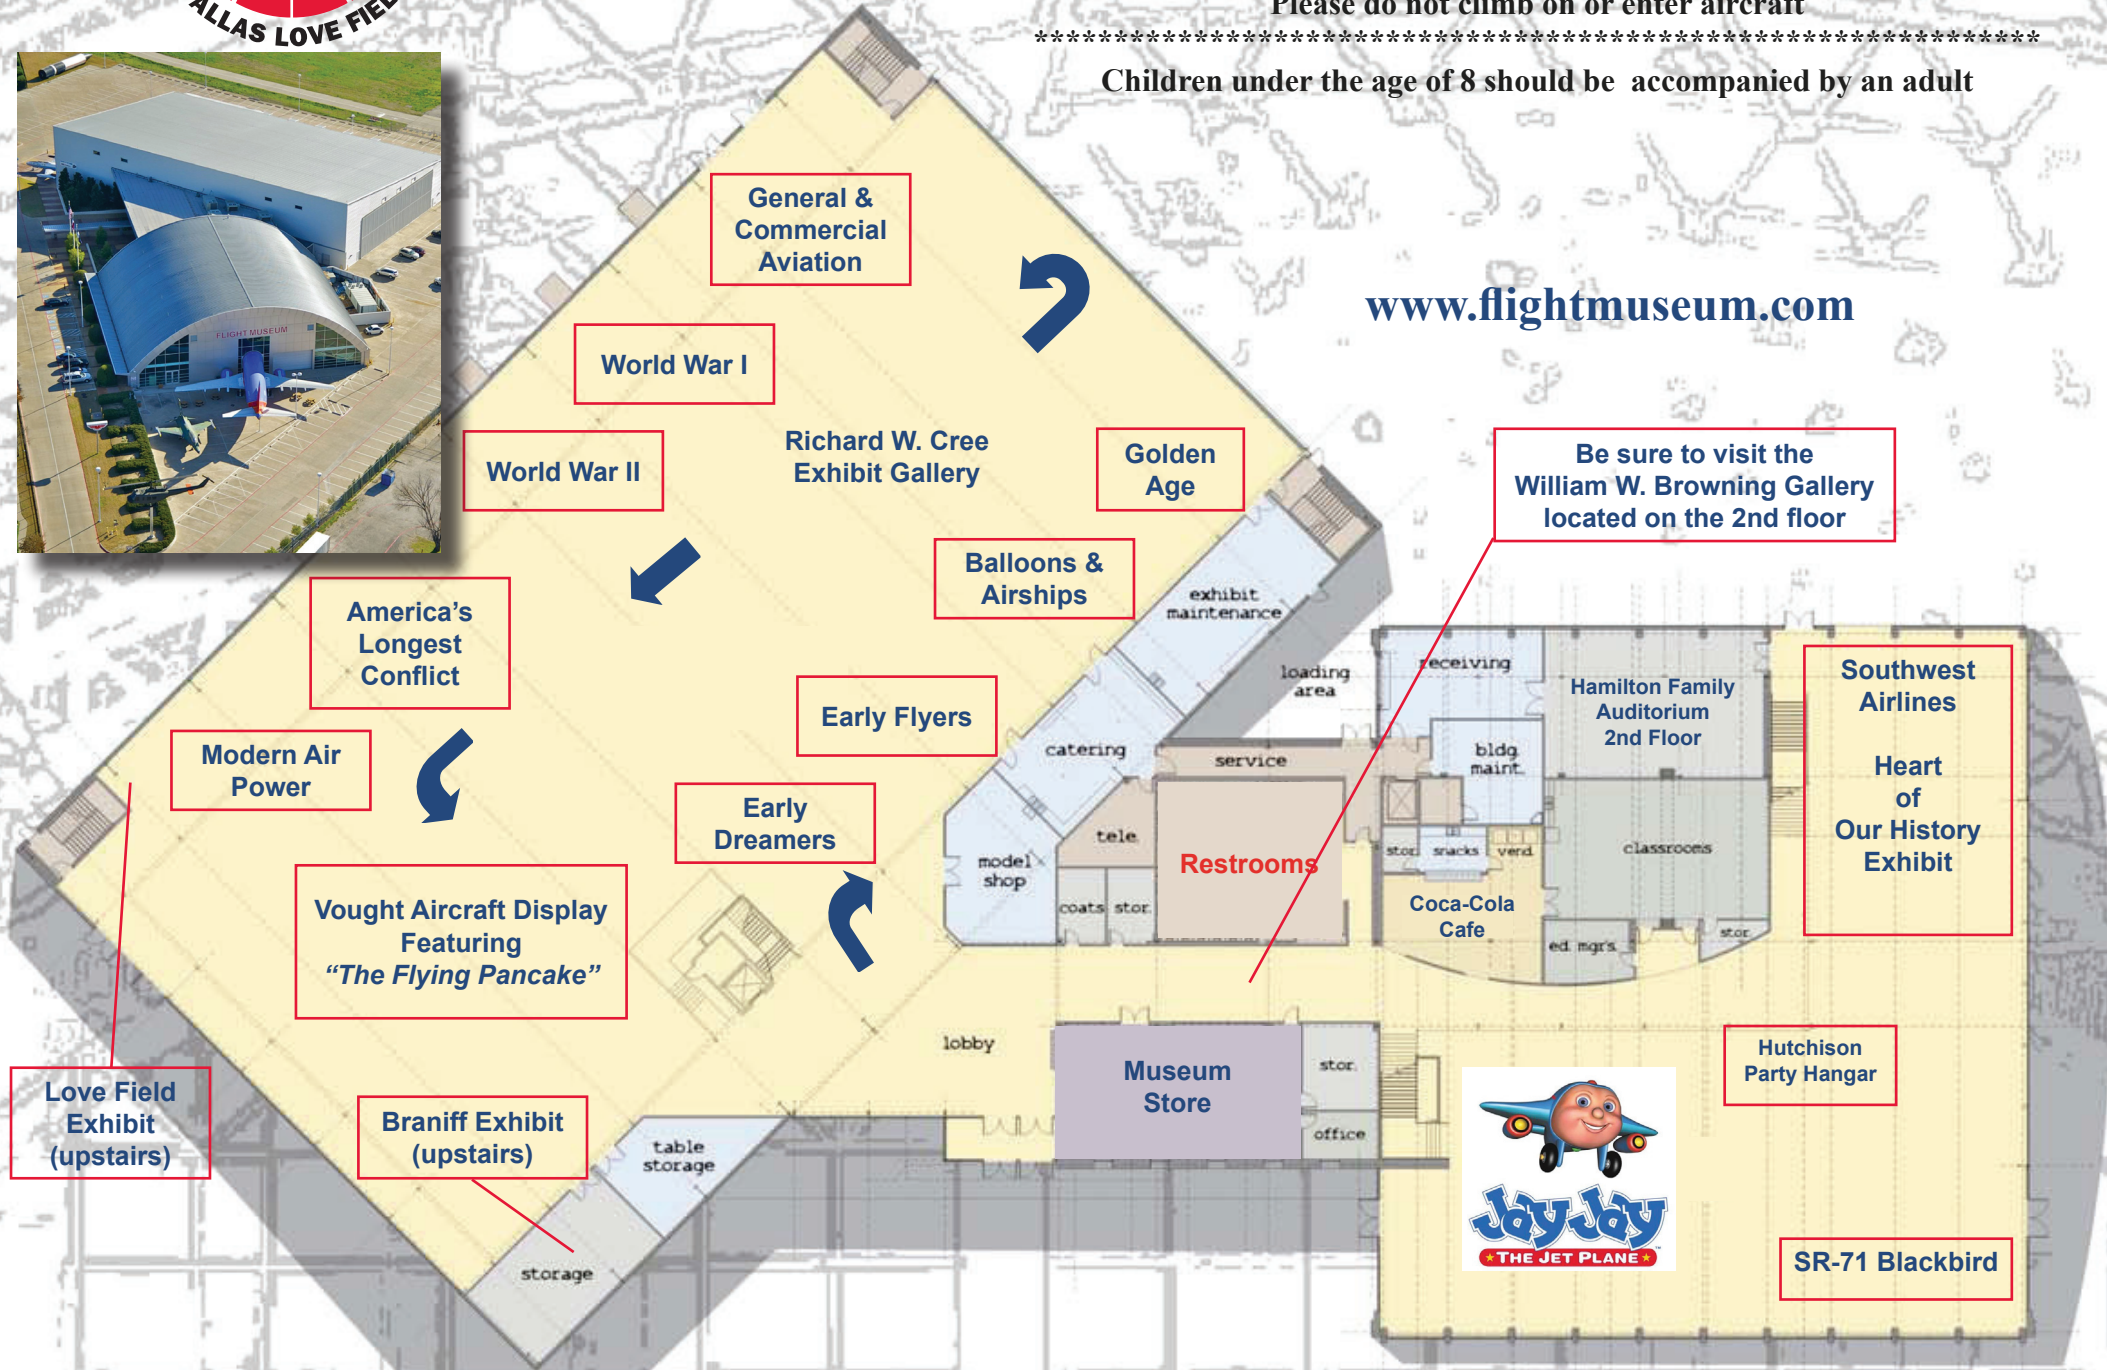 ALLAS LOVE FIE
Please do not climb on or enter aircraft
***************************************************************
Children under the age of 8 should be accompanied by an adult
FLIGHT MUSEUM
General &
Commercial
Aviation
www.flightmuseum.com
World War I
World War II
Richard W. Cree
Exhibit Gallery
Golden
Age
Be sure to visit the
William W. Browning Gallery
located on the 2nd floor
Balloons &
Airships
exhibit
maintenance
America's
Longest
Conflict
Early Flyers
loading
area
receiving
Hamilton Family
Auditorium
2nd Floor
Southwest
Airlines
Heart
of
Our History
Exhibit
Modern Air
Power
catering
service
bldg.
maint.
Early
Dreamers
tele.
model
shop
Restrooms
stor.
snacks
vend.
classrooms
Vought Aircraft Display
Featuring
“The Flying Pancake”
coats
stor.
Coca-Cola
Cafe
ed. mgr's.
stor.
lobby
Museum
Store
stor.
office
Hutchison
Party Hangar
Love Field
Exhibit
(upstairs)
Braniff Exhibit
(upstairs)
table
storage
storage
Jay Jay
THE JET PLANE
SR-71 Blackbird